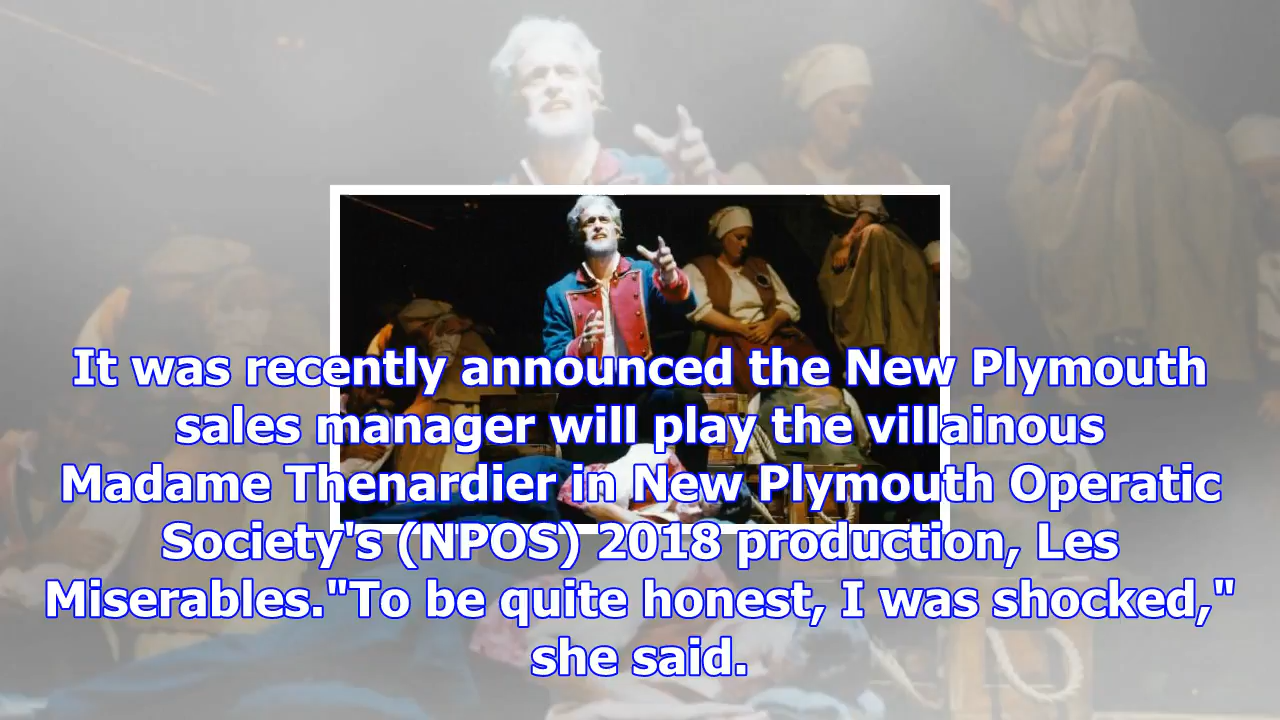 It was recently announced the New Plymouth
sales manager will play the villainous
Madame Thenardier in New Plymouth Operatic
Society's (NPOS) 2018 production, Les
Miserables."To be quite honest, I was shocked,"
she said.